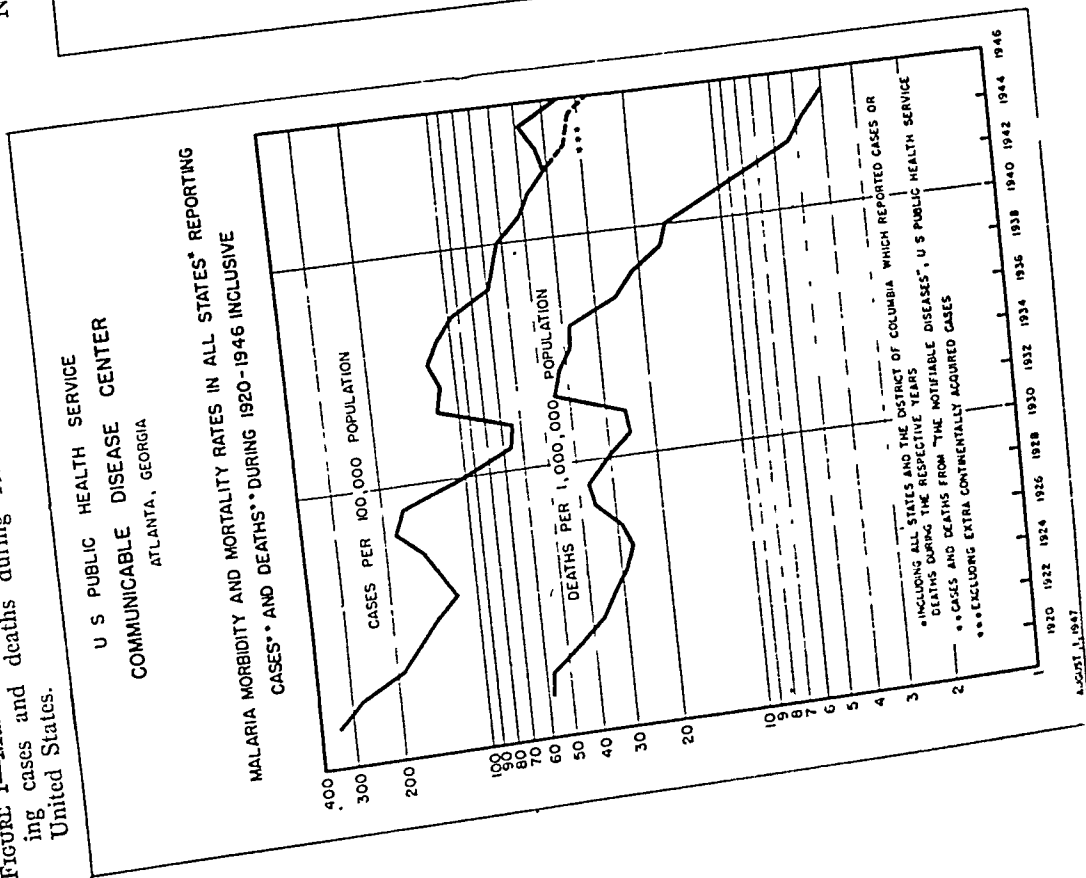 FIGURE 1
ing cases and deaths during
United States.
N
U S PUBLIC HEALTH SERVICE
COMMUNICABLE DISEASE CENTER
ATLANTA, GEORGIA
MALARIA MORBIDITY AND MORTALITY RATES IN ALL STATES* REPORTING
CASES** AND DEATHS** DURING 1920-1946 INCLUSIVE
400
300
200
100
90
80
70
60
50
40
30
20
10
9
8
7
6
5
4
3
2
1
CASES PER 100,000 POPULATION
DEATHS PER 1,000,000 POPULATION
***
*INCLUDING ALL STATES AND THE DISTRICT OF COLUMBIA WHICH REPORTED CASES OR
DEATHS DURING THE RESPECTIVE YEARS
**CASES AND DEATHS FROM "THE NOTIFIABLE DISEASES", U S PUBLIC HEALTH SERVICE
***EXCLUDING EXTRA CONTINENTALLY ACQUIRED CASES
1920 1922 1924 1926 1928 1930 1932 1934 1936 1938 1940 1942 1944 1946
AUGUST 1, 1947